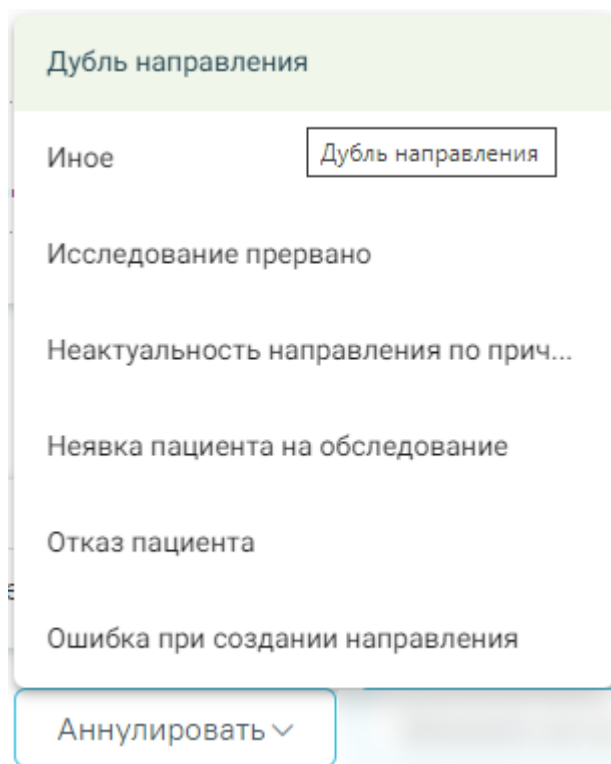 Дубль направления
Иное
Дубль направления
Исследование прервано
Неактуальность направления по прич...
Неявка пациента на обследование
Отказ пациента
Ошибка при создании направления
Аннулировать